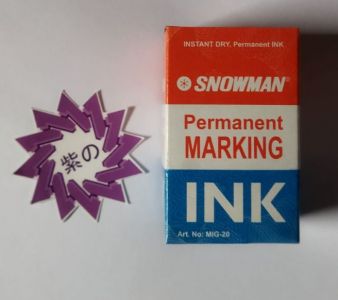 紫の
INSTANT DRY, Permanent INK
SNOWMAN®
Permanent
MARKING
INK
Art. No: MIG-20